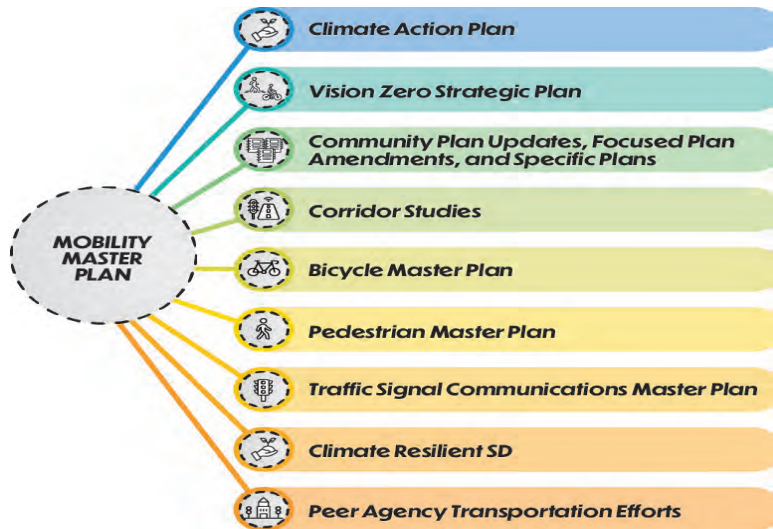 Climate Action Plan
Vision Zero Strategic Plan
Community Plan Updates, Focused Plan
Amendments, and Specific Plans
Corridor Studies
MOBILITY
MASTER
PLAN
Bicycle Master Plan
Pedestrian Master Plan
Traffic Signal Communications Master Plan
Climate Resilient SD
Peer Agency Transportation Efforts